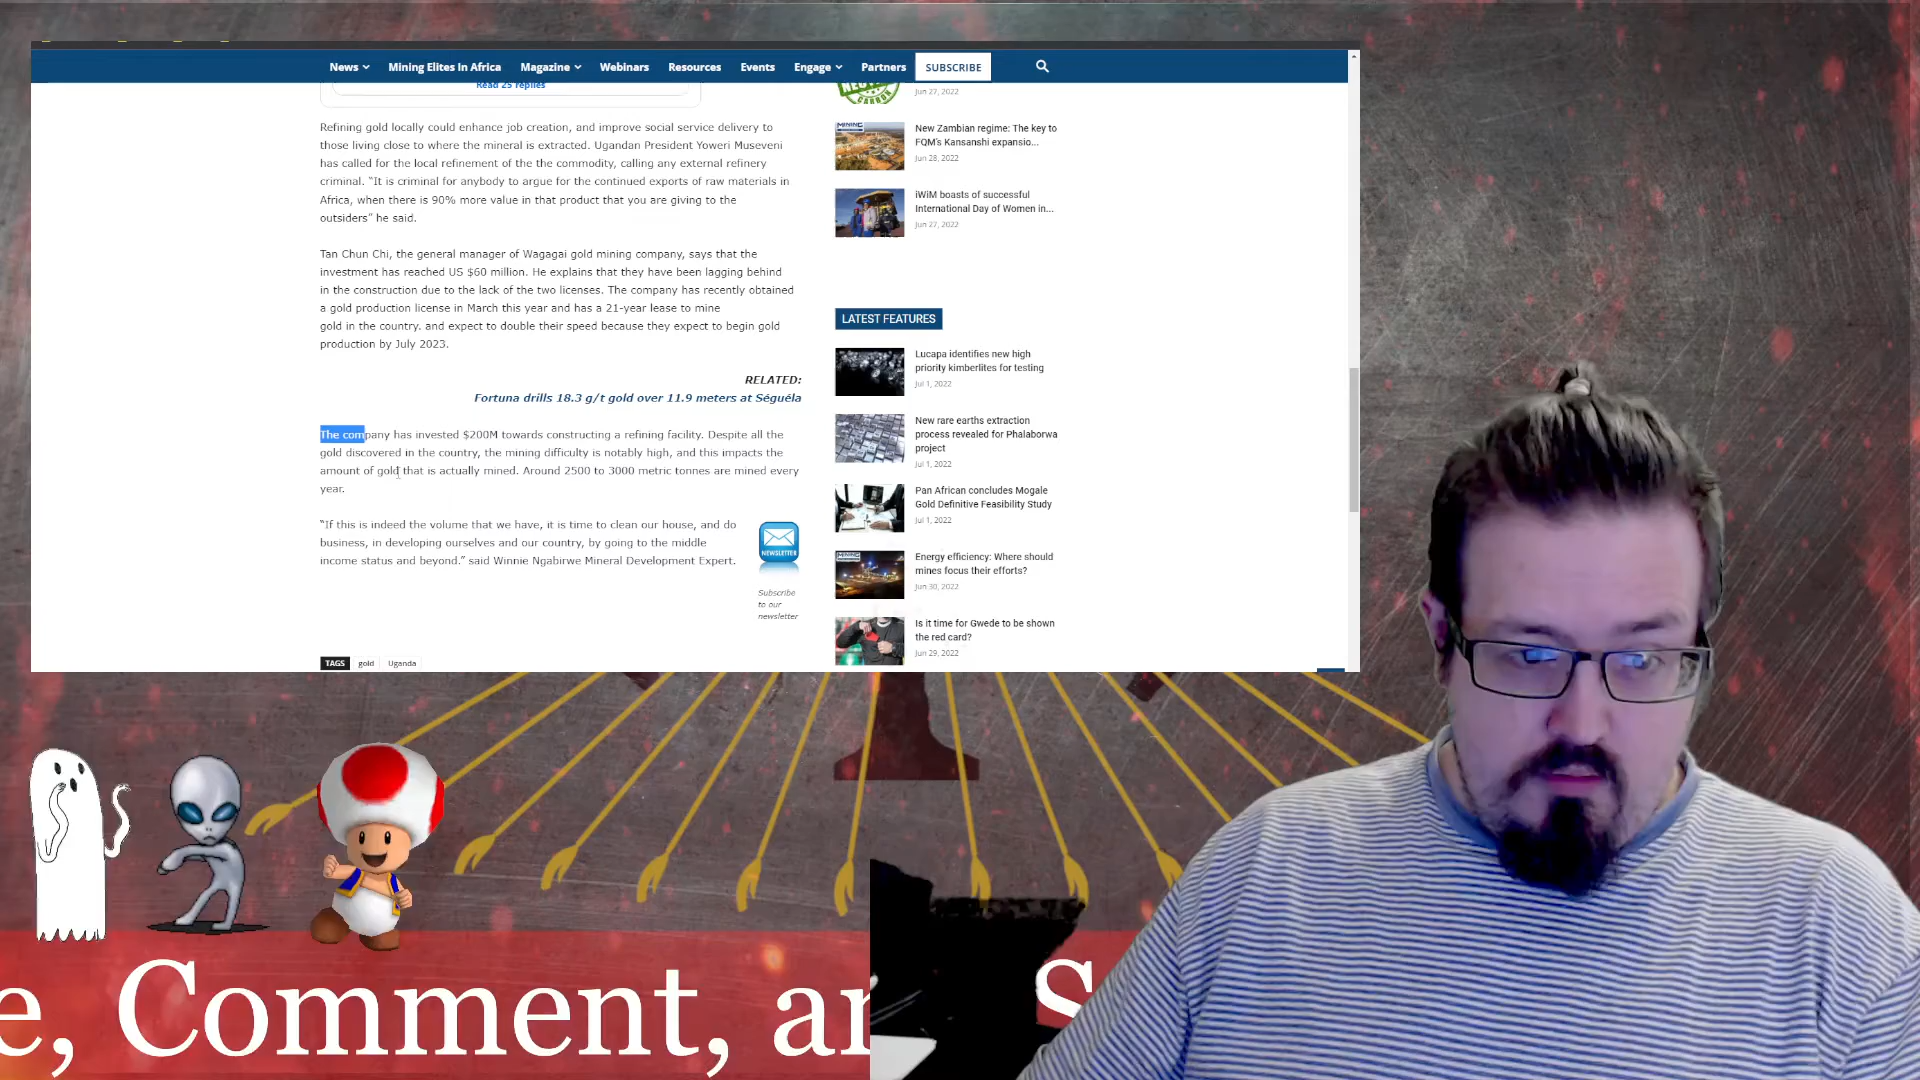 News
Mining Elites In Africa
Magazine
Webinars
Resources
Events
Engage
Partners
SUBSCRIBE
Read 25 replies
Refining gold locally could enhance job creation, and improve social service delivery to
those living close to where the mineral is extracted. Ugandan President Yoweri Museveni
has called for the local refinement of the the commodity, calling any external refinery
criminal. “It is criminal for anybody to argue for the continued exports of raw materials in
Africa, when there is 90% more value in that product that you are giving to the
outsiders” he said.
Tan Chun Chi, the general manager of Wagagai gold mining company, says that the
investment has reached US $60 million. He explains that they have been lagging behind
in the construction due to the lack of the two licenses. The company has recently obtained
a gold production license in March this year and has a 21-year lease to mine
gold in the country. and expect to double their speed because they expect to begin gold
production by July 2023.
RELATED:
Fortuna drills 18.3 g/t gold over 11.9 meters at Séguéla
The company has invested $200M towards constructing a refining facility. Despite all the
gold discovered in the country, the mining difficulty is notably high, and this impacts the
amount of gold that is actually mined. Around 2500 to 3000 metric tonnes are mined every
year.
“If this is indeed the volume that we have, it is time to clean our house, and do
business, in developing ourselves and our country, by going to the middle
income status and beyond.” said Winnie Ngabirwe Mineral Development Expert.
NEWSLETTER
Subscribe
to our
newsletter
TAGS
gold
Uganda
CARBON
Jun 27, 2022
MINING
New Zambian regime: The key to
FQM's Kansanshi expansio...
Jun 28, 2022
iWiM boasts of successful
International Day of Women in...
Jun 27, 2022
LATEST FEATURES
Lucapa identifies new high
priority kimberlites for testing
Jul 1, 2022
New rare earths extraction
process revealed for Phalaborwa
project
Jul 1, 2022
Pan African concludes Mogale
Gold Definitive Feasibility Study
Jul 1, 2022
Energy efficiency: Where should
mines focus their efforts?
Jun 30, 2022
Is it time for Gwede to be shown
the red card?
Jun 29, 2022
e, Comment, an S